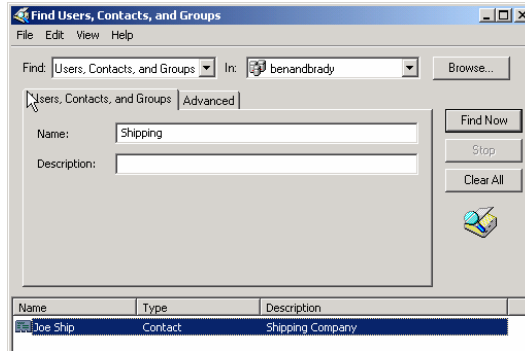 Find Users, Contacts, and Groups
File Edit View Help
Find: Users, Contacts, and Groups In: benandbrady Browse...
Users, Contacts, and Groups Advanced
Name: Shipping
Description:
Find Now
Stop
Clear All
Name Type Description
Joe Ship Contact Shipping Company